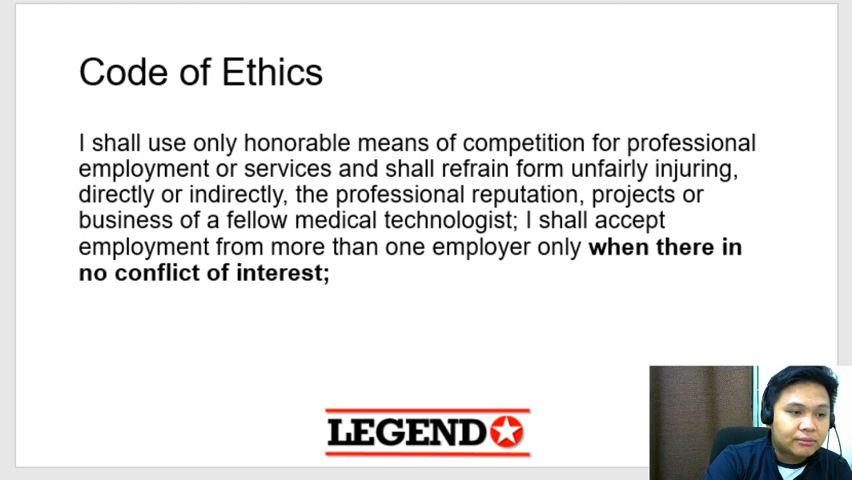 Code of Ethics
I shall use only honorable means of competition for professional
employment or services and shall refrain form unfairly injuring,
directly or indirectly, the professional reputation, projects or
business of a fellow medical technologist; I shall accept
employment from more than one employer only when there in
no conflict of interest;
LEGEND